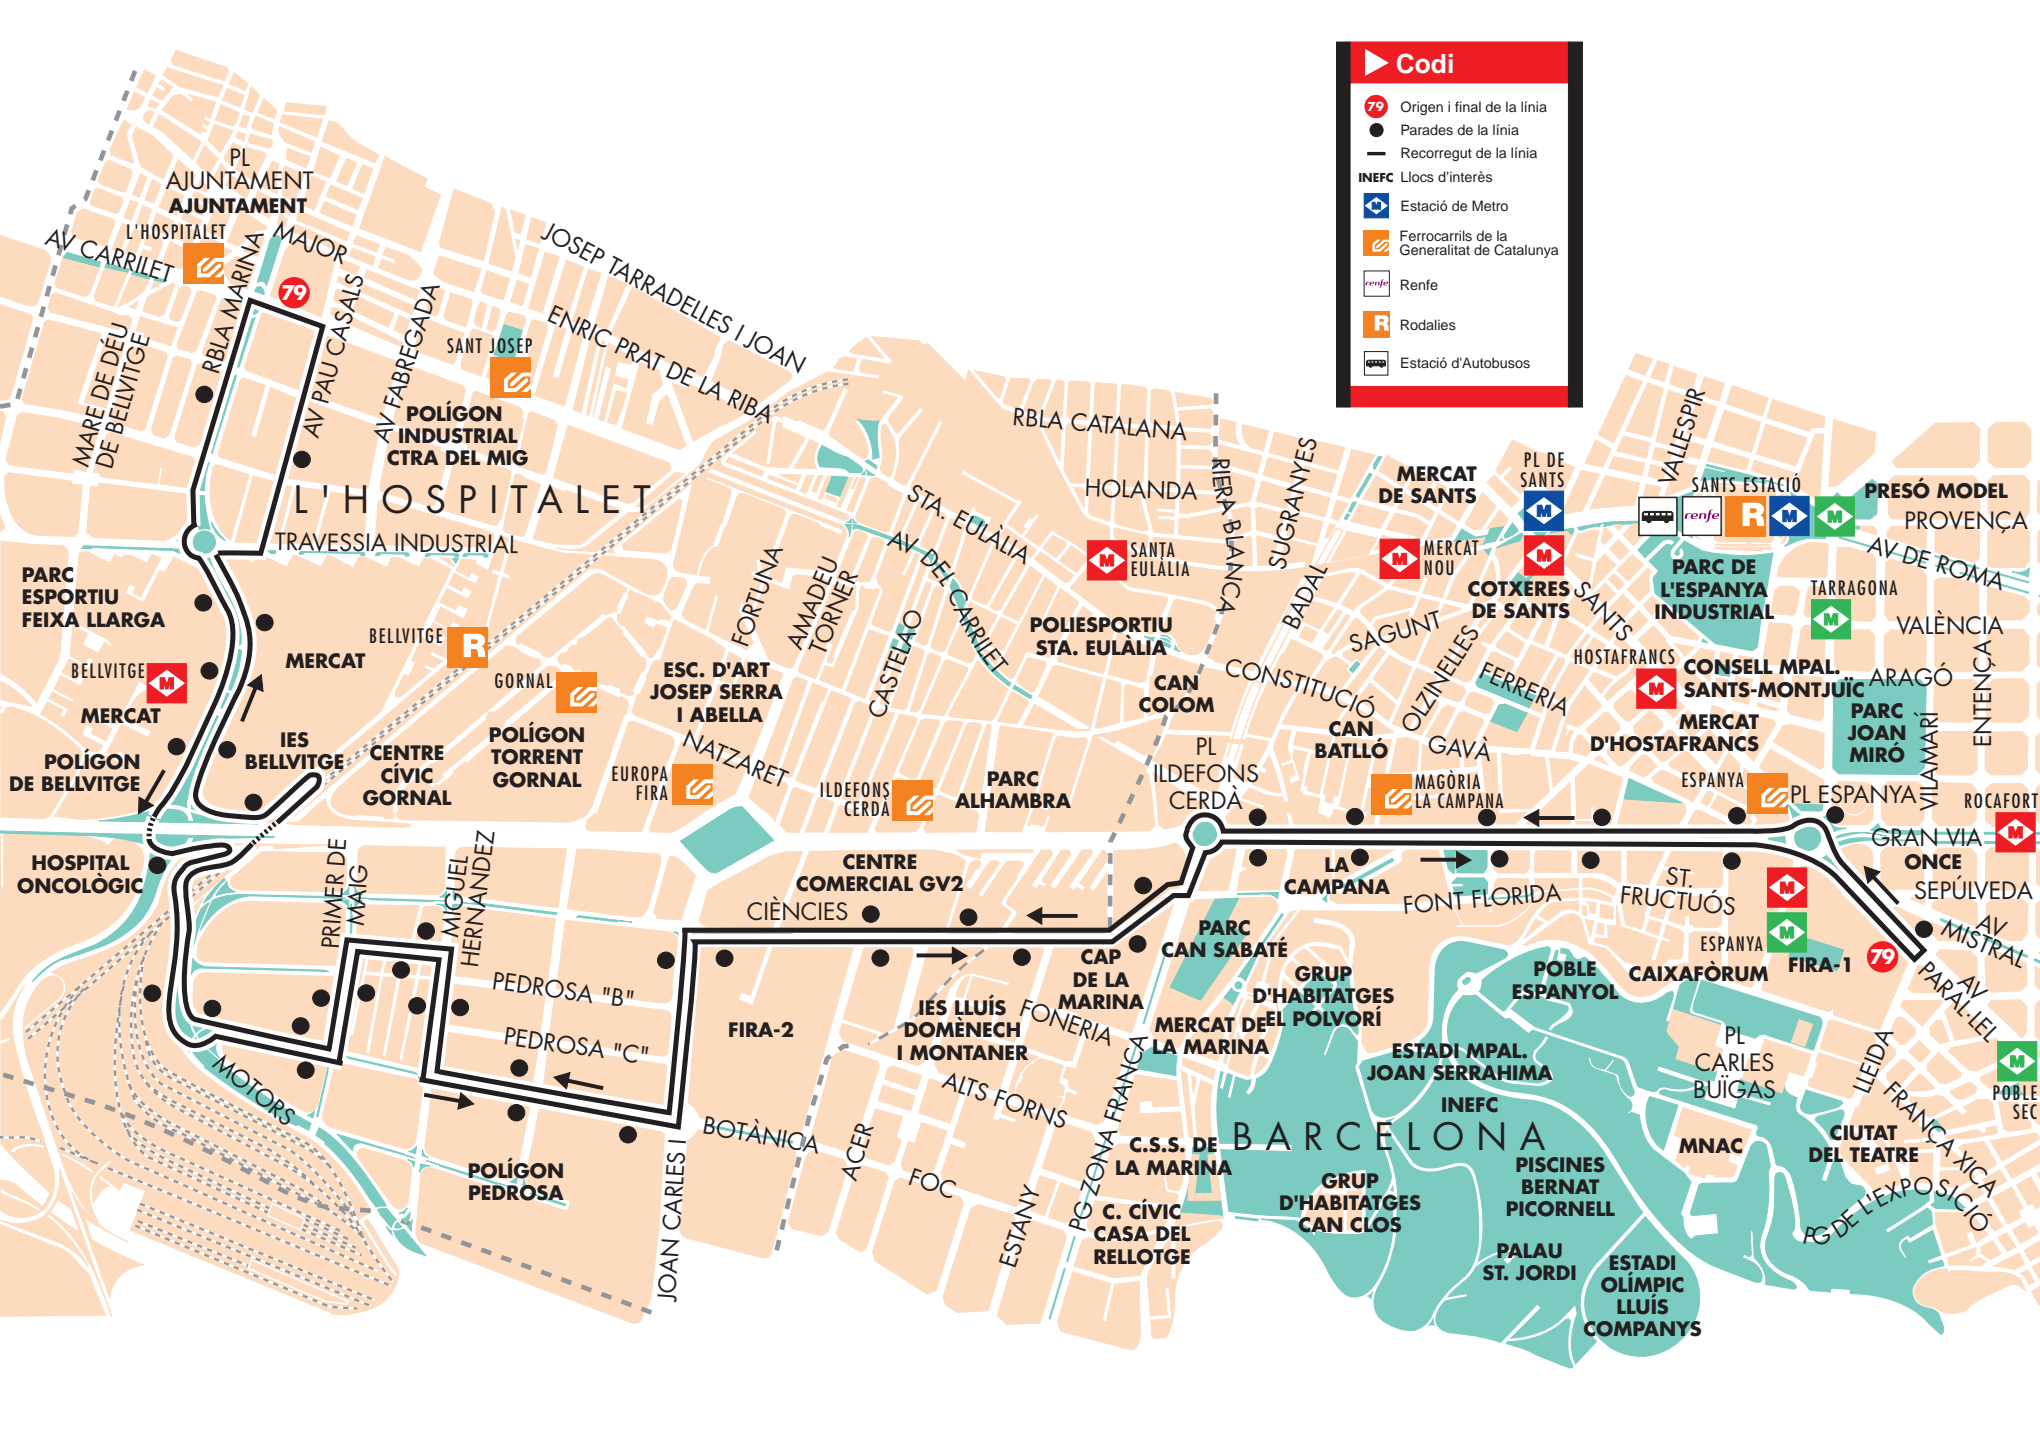 Codi
79 Origen i final de la línia
Parades de la línia
Recorregut de la línia
INEFC Llocs d'interès
M Estació de Metro
Ferrocarrils de la
Generalitat de Catalunya
renfe Renfe
R Rodalies
Estació d'Autobusos
PL
AJUNTAMENT
AJUNTAMENT
L'HOSPITALET
AV CARRILET
RBLA MARINA
MAJOR
79
AV PAU CASALS
AV FABREGADA
MARE DE DÉU
DE BELLVITGE
SANT JOSEP
POLÍGON
INDUSTRIAL
CTRA DEL MIG
JOSEP TARRADELLES I JOAN
ENRIC PRAT DE LA RIBA
L'HOSPITALET
TRAVESSIA INDUSTRIAL
PARC
ESPORTIU
FEIXA LLARGA
BELLVITGE
M
MERCAT
MERCAT
BELLVITGE
R
GORNAL
POLÍGON
DE BELLVITGE
IES
BELLVITGE
CENTRE
CÍVIC
GORNAL
POLÍGON
TORRENT
GORNAL
HOSPITAL
ONCOLÒGIC
FORTUNA
AMADEU
TORNER
CASTELAO
ESC. D'ART
JOSEP SERRA
I ABELLA
NATZARET
EUROPA
FIRA
ILDEFONS
CERDÀ
PARC
ALHAMBRA
STA. EULÀLIA
AV DEL CARRILET
RBLA CATALANA
HOLANDA
RIERA BLANCA
SUGRANYES
BADAL
M
SANTA
EULÀLIA
POLIESPORTIU
STA. EULÀLIA
CAN
COLOM
CONSTITUCIÓ
PL
ILDEFONS
CERDÀ
MERCAT
DE SANTS
PL DE
SANTS
M
M
M
MERCAT
NOU
COTXERES
DE SANTS
SANTS
SAGUNT
OLZINELLES
FERRERIA
CAN
BATLLÓ
GAVÀ
MAGÒRIA
LA CAMPANA
VALLESPIR
SANTS ESTACIÓ
renfe
R
M
M
PRESÓ MODEL
PROVENÇA
AV DE ROMA
PARC DE
L'ESPANYA
INDUSTRIAL
TARRAGONA
M
VALÈNCIA
HOSTAFRANCS
M
CONSELL MPAL.
SANTS-MONTJUÏC
ARAGÓ
ENTENÇA
MERCAT
D'HOSTAFRANCS
PARC
JOAN
MIRÓ
VILAMARÍ
ESPANYA
PL ESPANYA
ROCAFORT
M
GRAN VIA
ONCE
SEPÚLVEDA
PRIMER DE
MAIG
MIGUEL
HERNANDEZ
CENTRE
COMERCIAL GV2
CIÈNCIES
LA
CAMPANA
FONT FLORIDA
ST.
FRUCTUÓS
M
ESPANYA
M
79
FIRA-1
AV
MISTRAL
AV
PARAL·LEL
PEDROSA "B"
PEDROSA "C"
FIRA-2
IES LLUÍS
DOMÈNECH
I MONTANER
CAP
DE LA
MARINA
PARC
CAN SABATÉ
FONERIA
GRUP
D'HABITATGES
EL POLVORÍ
POBLE
ESPANYOL
CAIXAFÒRUM
MERCAT DE
LA MARINA
ESTADI MPAL.
JOAN SERRAHIMA
PL
CARLES
BUÏGAS
LLEIDA
M
POBLE
SEC
MOTORS
ALTS FORNS
PG ZONA FRANCA
INEFC
BARCELONA
FRANÇA XICA
MNAC
CIUTAT
DEL TEATRE
BOTÀNICA
ACER
FOC
ESTANY
C.S.S. DE
LA MARINA
POLÍGON
PEDROSA
JOAN CARLES I
C. CÍVIC
CASA DEL
RELLOTGE
GRUP
D'HABITATGES
CAN CLOS
PISCINES
BERNAT
PICORNELL
PG DE L'EXPOSICIÓ
PALAU
ST. JORDI
ESTADI
OLÍMPIC
LLUÍS
COMPANYS